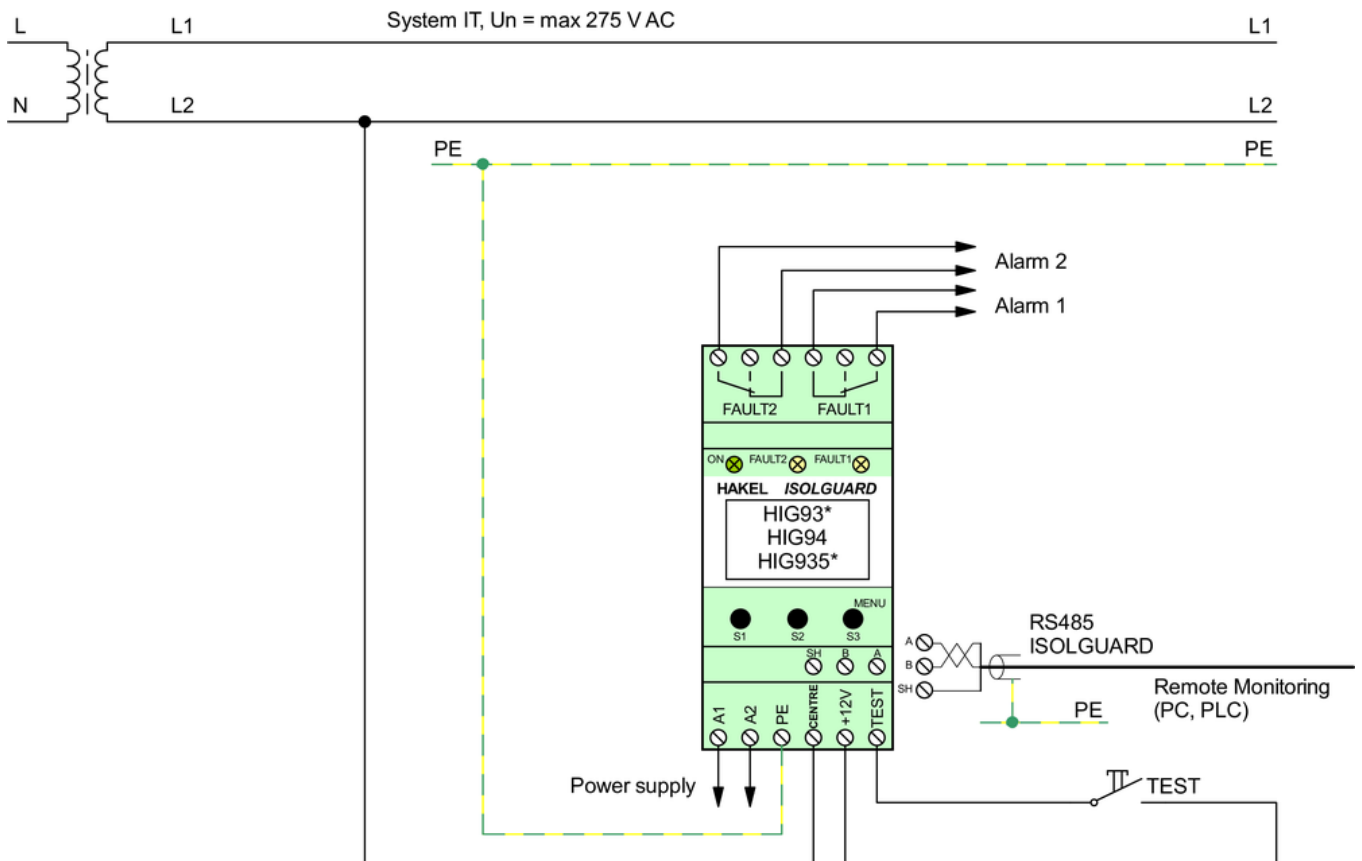 System IT, Un = max 275 V AC
L
L1
L1
N
L2
L2
PE
PE
Alarm 2
Alarm 1
FAULT2
FAULT1
ON
FAULT2
FAULT1
HAKEL ISOLGUARD
HIG93*
HIG94
HIG935*
MENU
S1
S2
S3
SH
B
A
A
B
SH
RS485
ISOLGUARD
Remote Monitoring
(PC, PLC)
PE
A1
A2
PE
CENTRE
+12V
TEST
Power supply
TEST